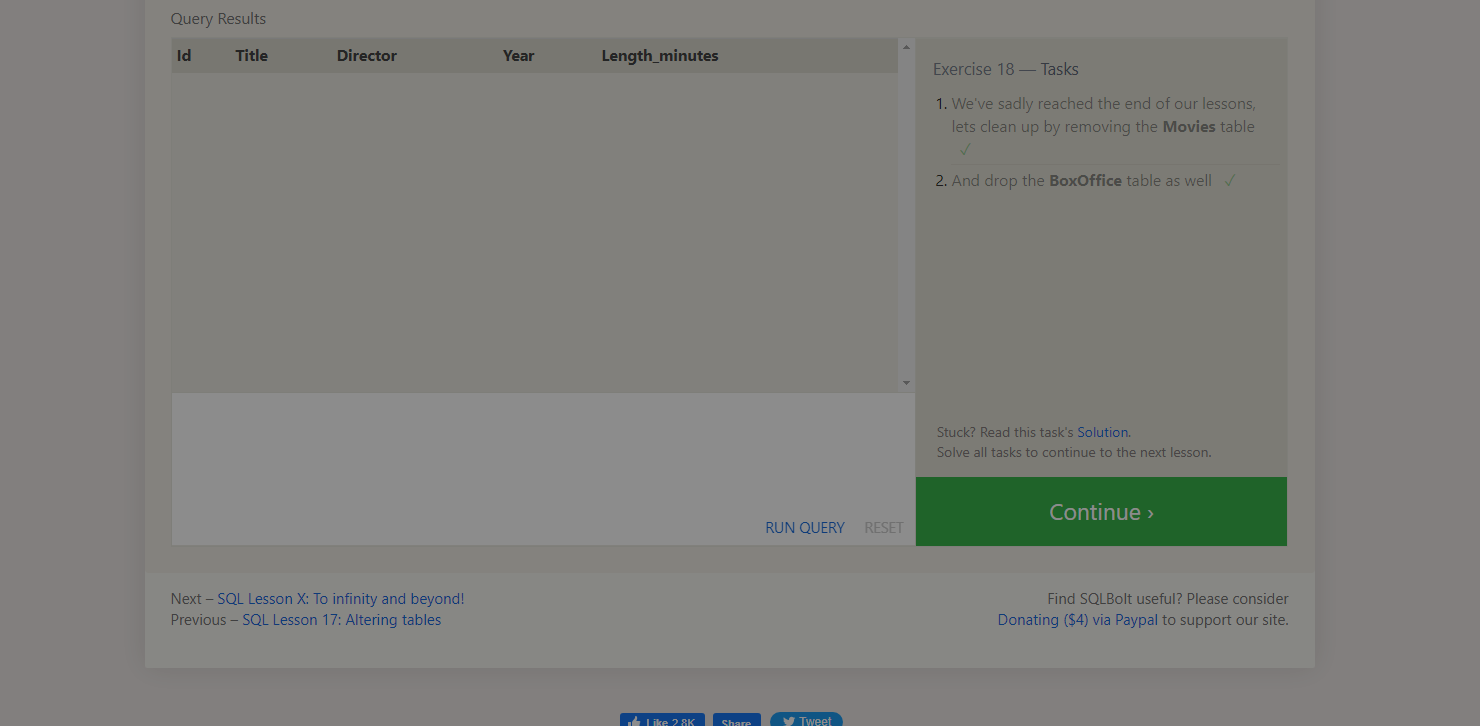 Query Results
Id Title Director Year Length_minutes
Exercise 18 — Tasks
1. We've sadly reached the end of our lessons,
lets clean up by removing the Movies table
✓
2. And drop the BoxOffice table as well ✓
Stuck? Read this task's Solution.
Solve all tasks to continue to the next lesson.
RUN QUERY RESET
Continue ›
Next – SQL Lesson X: To infinity and beyond!
Previous – SQL Lesson 17: Altering tables
Find SQLBolt useful? Please consider
Donating ($4) via Paypal to support our site.
Like 2.8K Share Tweet